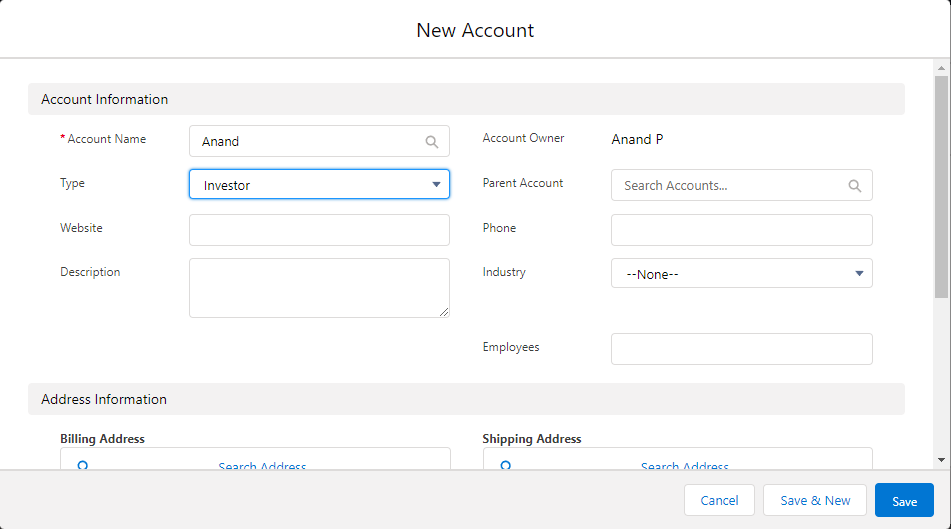 New Account
Account Information
* Account Name Anand
Account Owner Anand P
Type Investor
Parent Account Search Accounts...
Website
Phone
Description
Industry --None--
Employees
Address Information
Billing Address
Shipping Address
Search Address
Search Address
Cancel
Save & New
Save